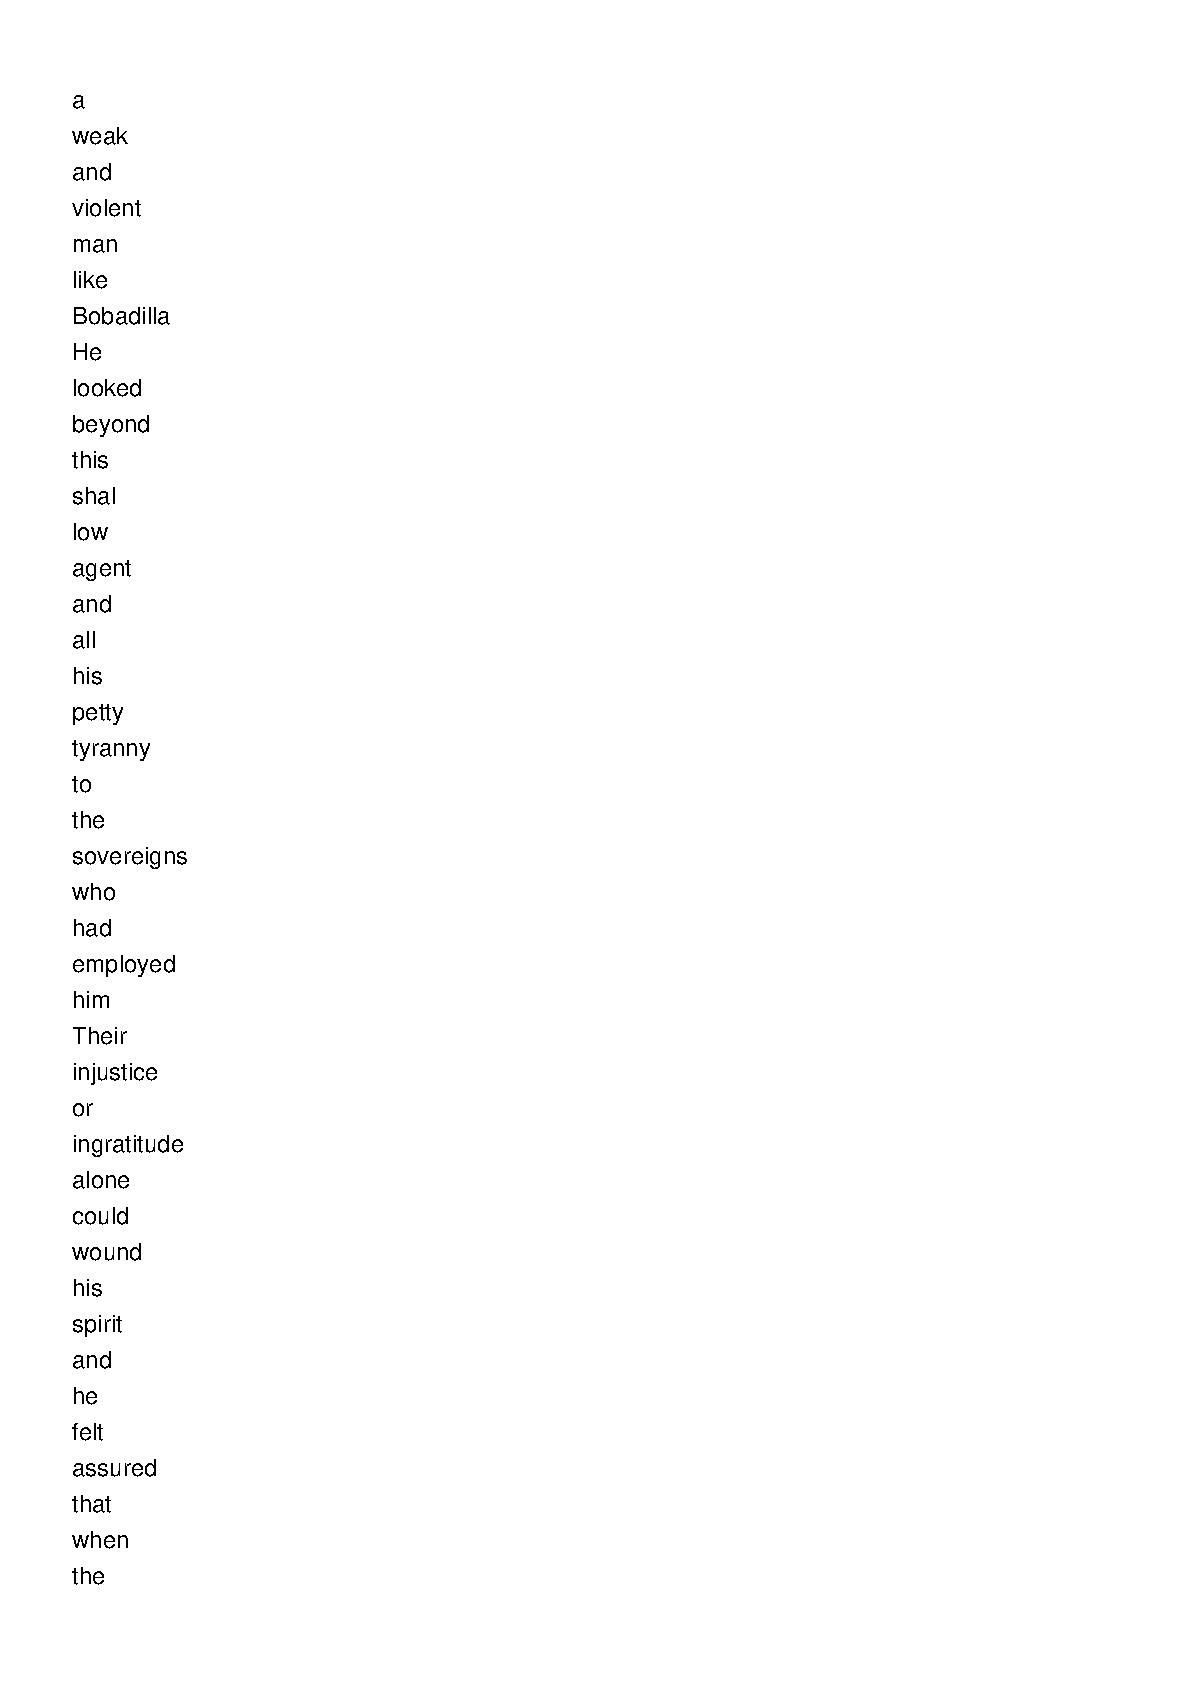 a
weak
and
violent
man
like
Bobadilla
He
looked
beyond
this
shal
low
agent
and
all
his
petty
tyranny
to
the
sovereigns
who
had
employed
him
Their
injustice
or
ingratitude
alone
could
wound
his
spirit
and
he
felt
assured
that
when
the